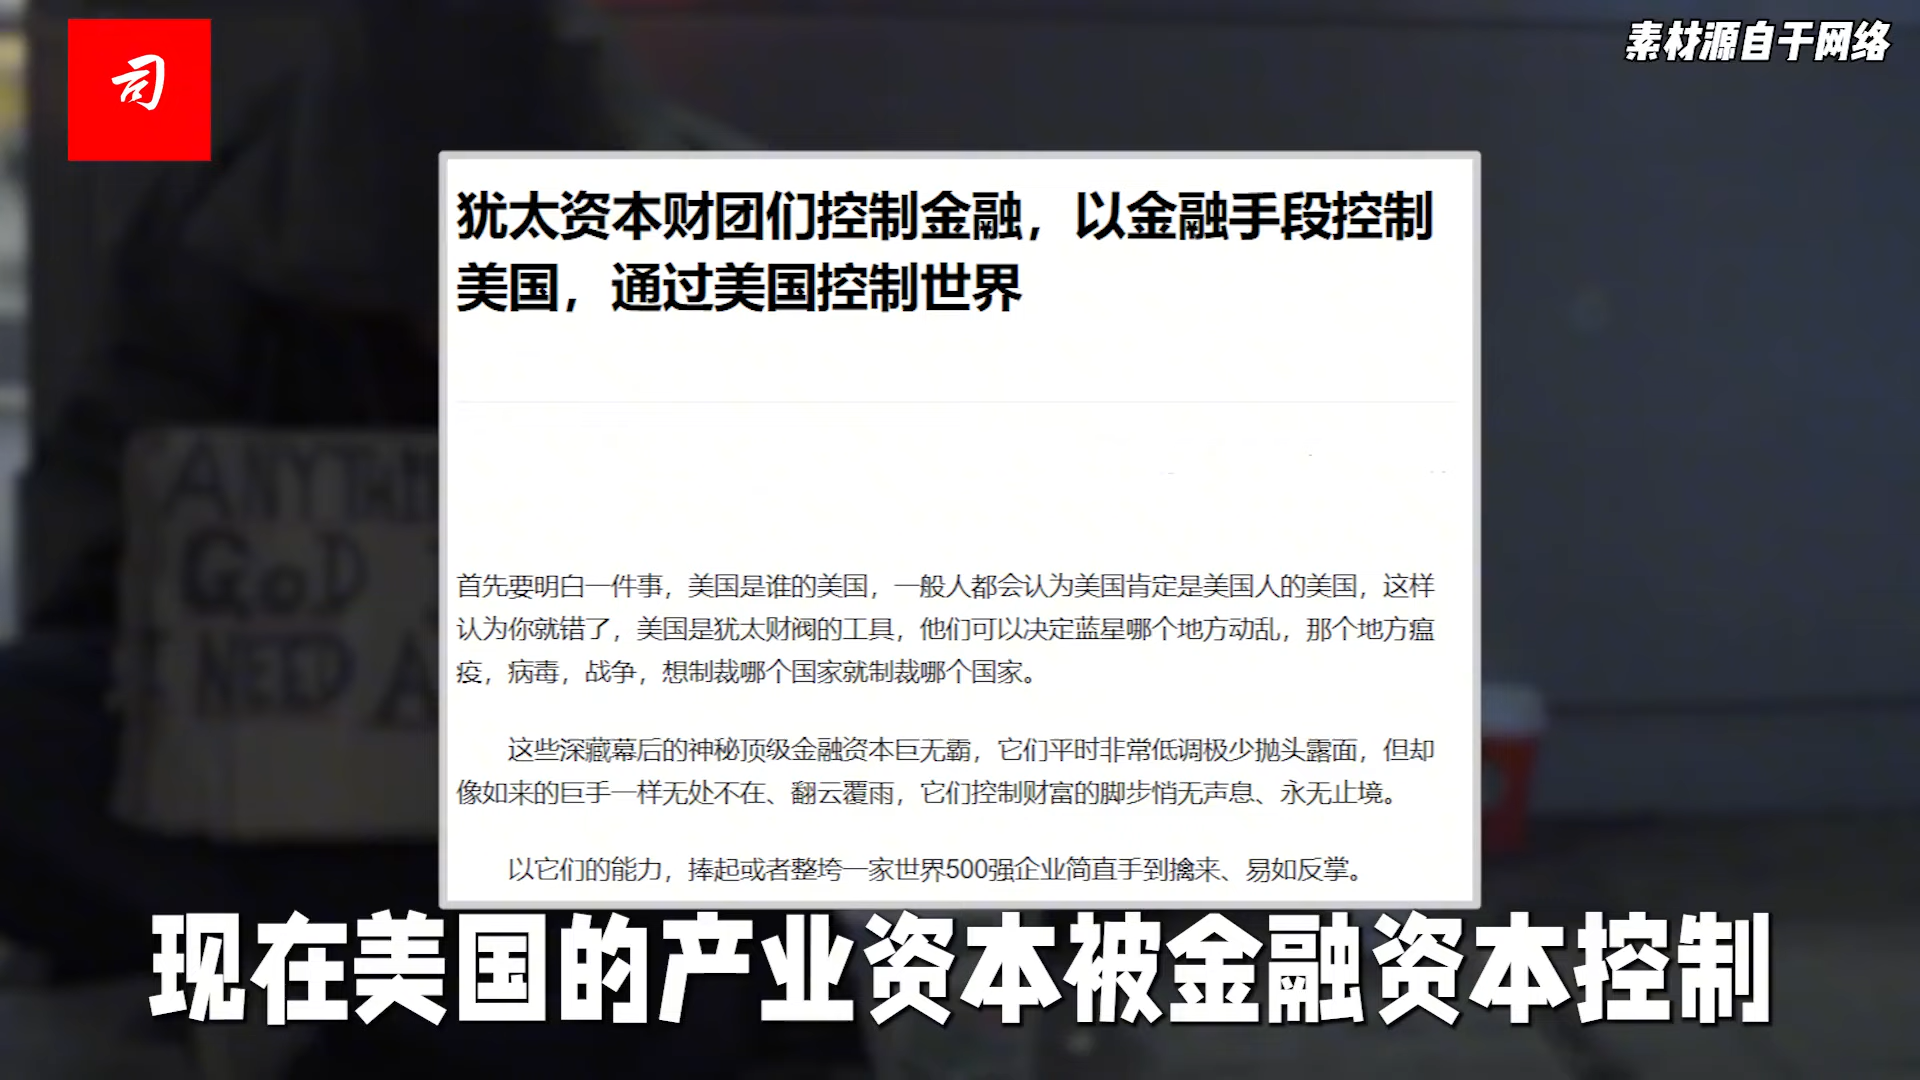 司
素材源自于网络
犹太资本财团们控制金融，以金融手段控制
美国，通过美国控制世界
首先要明白一件事，美国是谁的美国，一般人都会认为美国肯定是美国人的美国，这样
认为你就错了，美国是犹太财阀的工具，他们可以决定蓝星哪个地方动乱，那个地方瘟
疫，病毒，战争，想制裁哪个国家就制裁哪个国家。
这些深藏幕后的神秘顶级金融资本巨无霸，它们平时非常低调极少抛头露面，但却
像如来的巨手一样无处不在、翻云覆雨，它们控制财富的脚步悄无声息、永无止境。
以它们的能力，捧起或者整垮一家世界500强企业简直手到擒来、易如反掌。
ANYTHI
GOD
I NEED A
现在美国的产业资本被金融资本控制